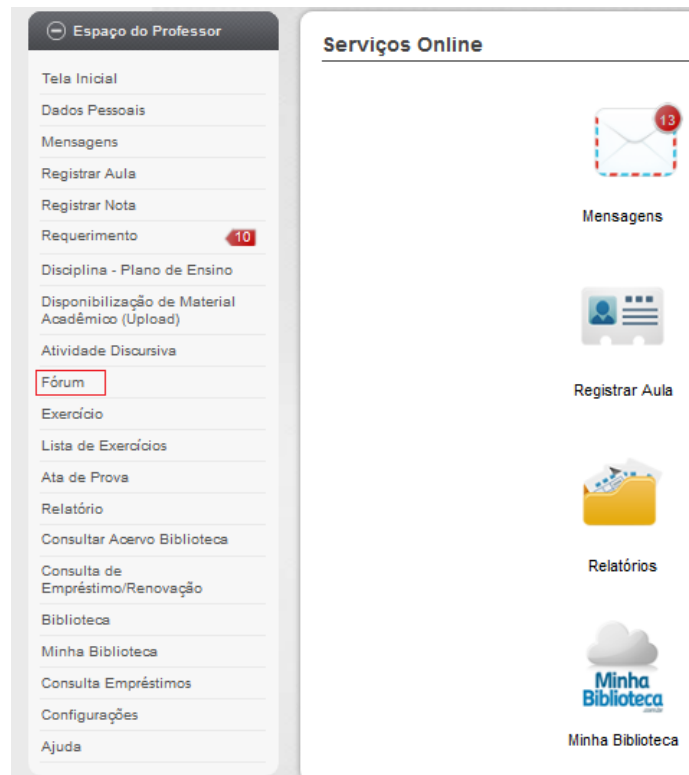 Espaço do Professor
Tela Inicial
Dados Pessoais
Mensagens
Registrar Aula
Registrar Nota
Requerimento 10
Disciplina - Plano de Ensino
Disponibilização de Material
Acadêmico (Upload)
Atividade Discursiva
Fórum
Exercício
Lista de Exercícios
Ata de Prova
Relatório
Consultar Acervo Biblioteca
Consulta de
Empréstimo/Renovação
Biblioteca
Minha Biblioteca
Consulta Empréstimos
Configurações
Ajuda
Serviços Online
13
Mensagens
Registrar Aula
Relatórios
Minha
Biblioteca
Minha Biblioteca